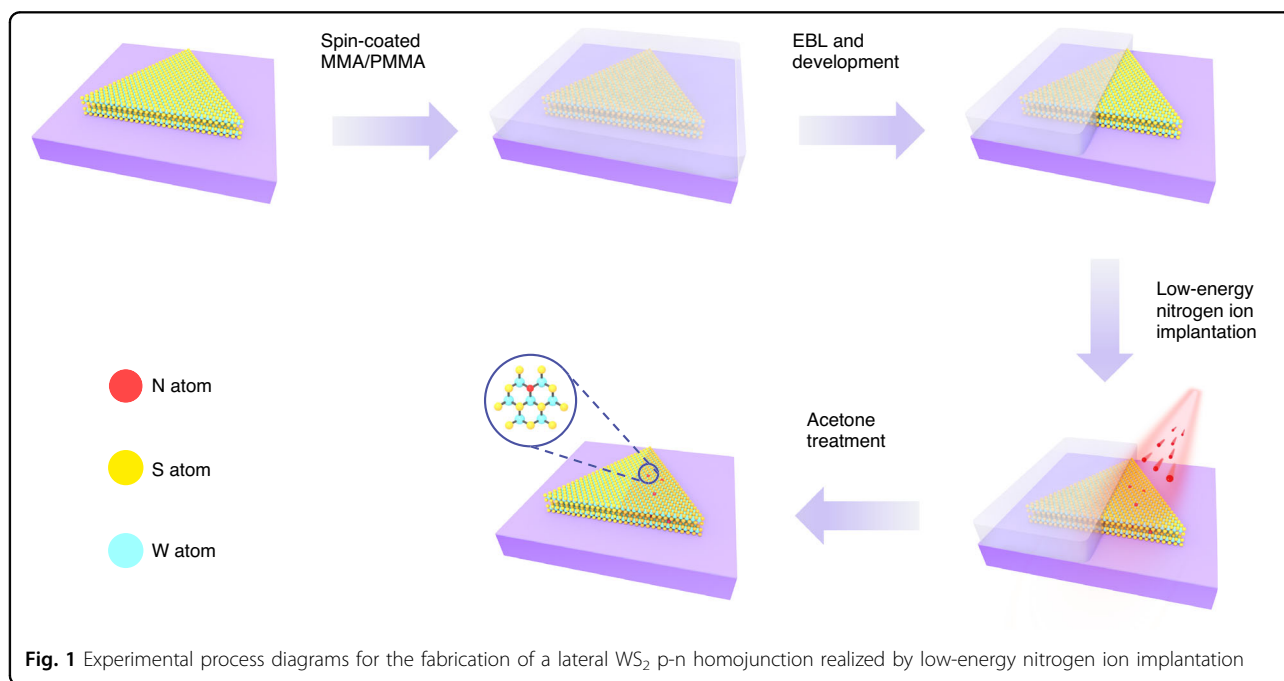 Spin-coated
MMA/PMMA
EBL and
development
Low-energy
nitrogen ion
implantation
Acetone
treatment
N atom
S atom
W atom
Fig. 1 Experimental process diagrams for the fabrication of a lateral WS₂ p-n homojunction realized by low-energy nitrogen ion implantation